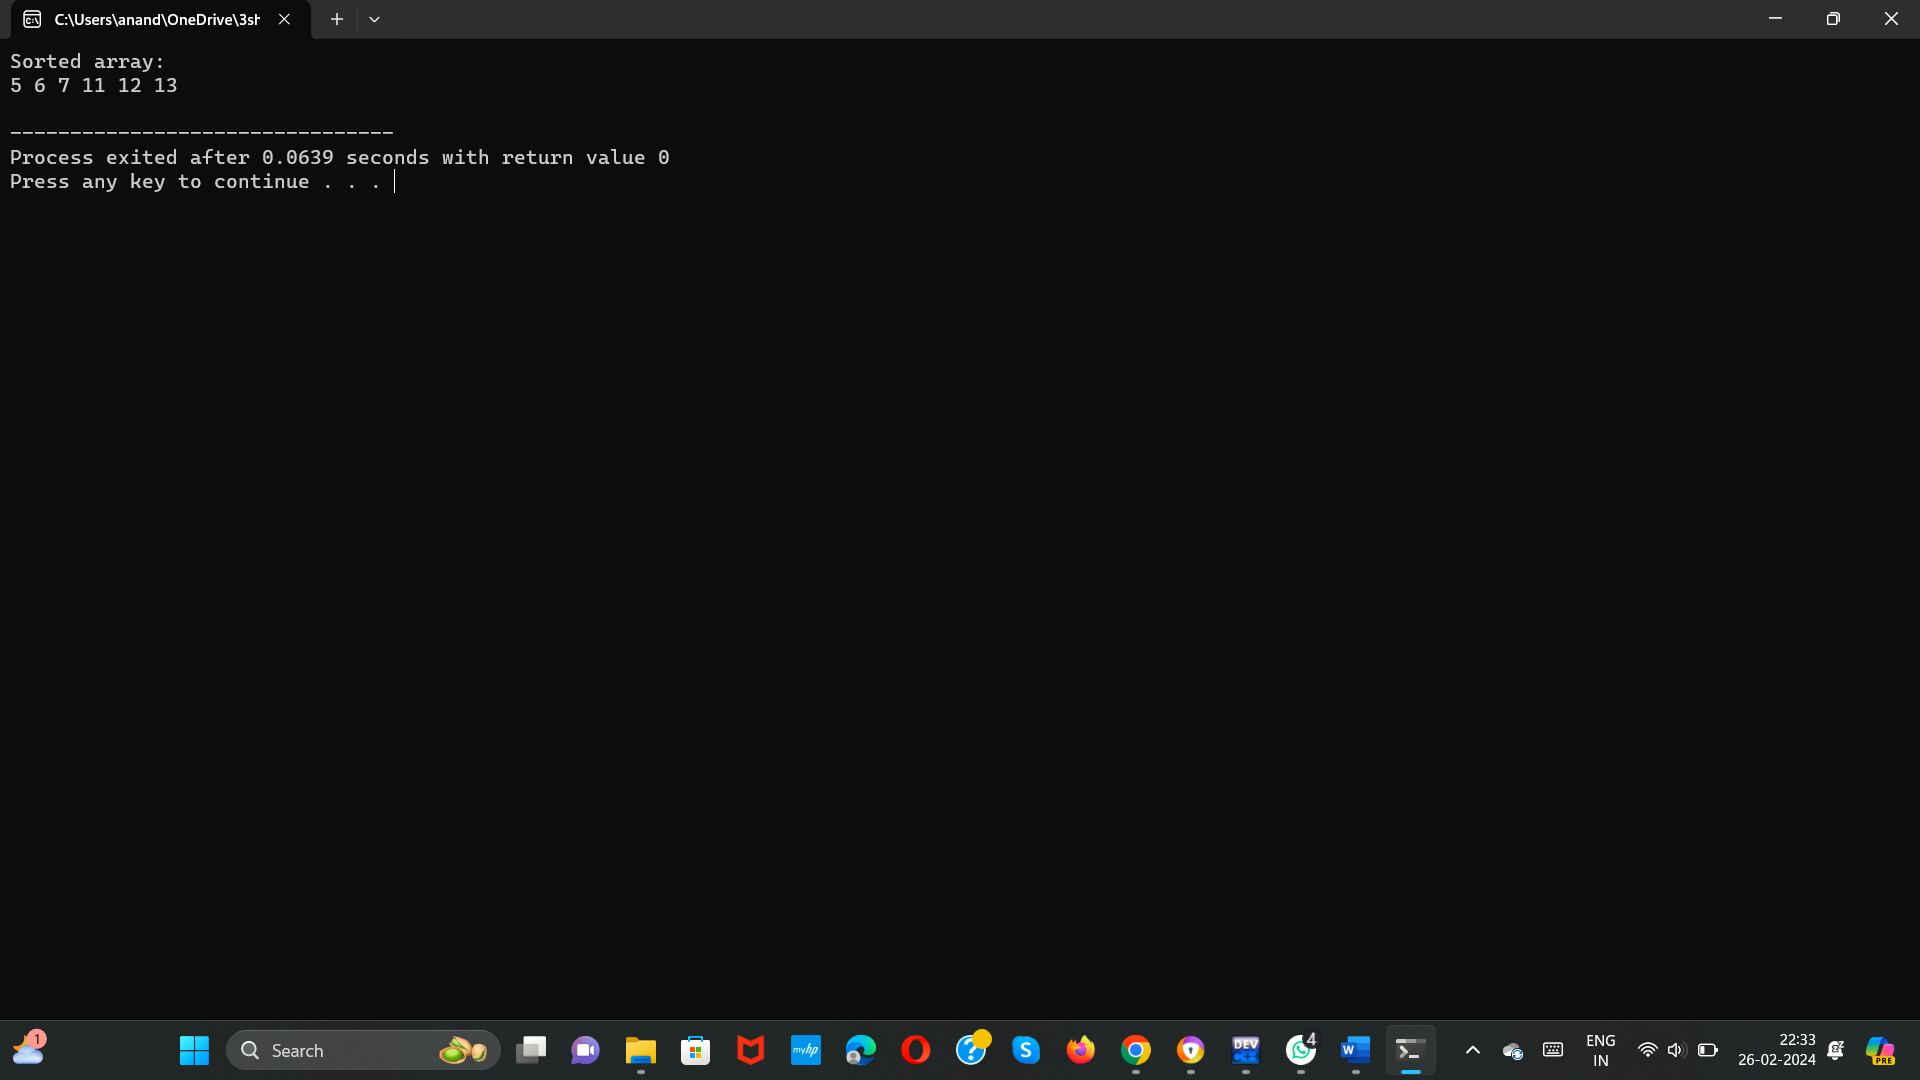 C:\Users\anand\OneDrive\3sh
Sorted array:
5 6 7 11 12 13
--------------------------------
Process exited after 0.0639 seconds with return value 0
Press any key to continue . . .
1
Search
myhp
S
DEV
C++
4
W
ENG
IN
22:33
26-02-2024
PRE